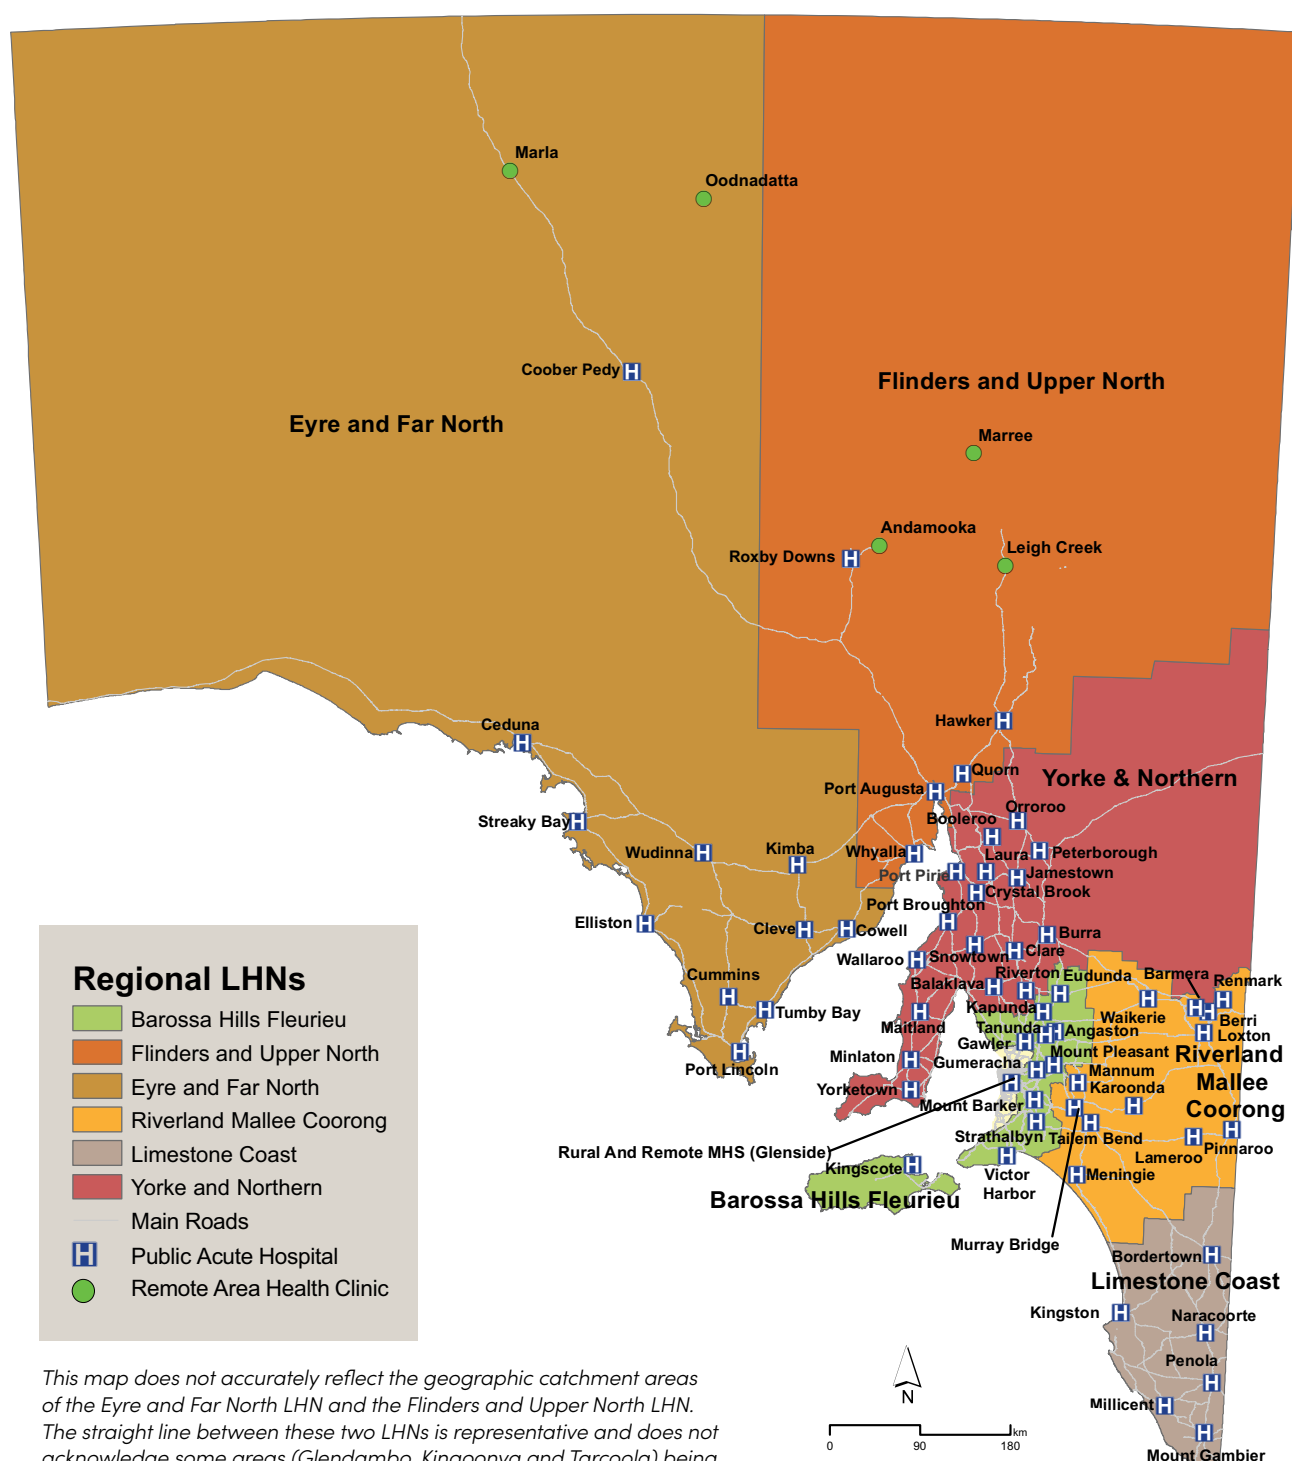 Marla
Oodnadatta
Coober Pedy
Flinders and Upper North
Eyre and Far North
Marree
Andamooka
Roxby Downs
Leigh Creek
Hawker
Ceduna
Quorn
Yorke & Northern
Port Augusta
Orroroo
Booleroo
Streaky Bay
Wudinna
Kimba
Whyalla
Laura
Peterborough
Port Pirie
Jamestown
Crystal Brook
Port Broughton
Elliston
Cleve
Cowell
Burra
Wallaroo
Snowtown
Clare
Cummins
Riverton
Eudunda
Barmera
Renmark
Balaklava
Tumby Bay
Kapunda
Waikerie
Berri
Maitland
Tanunda
Angaston
Loxton
Gawler
Mount Pleasant
Riverland
Mallee
Coorong
Minlaton
Gumeracha
Port Lincoln
Mannum
Karoonda
Yorketown
Mount Barker
Strathalbyn
Tailem Bend
Rural And Remote MHS (Glenside)
Lameroo
Pinnaroo
Kingscote
Victor
Harbor
Meningie
Barossa Hills Fleurieu
Murray Bridge
Bordertown
Limestone Coast
Kingston
Naracoorte
Penola
Millicent
Mount Gambier
Regional LHNs
Barossa Hills Fleurieu
Flinders and Upper North
Eyre and Far North
Riverland Mallee Coorong
Limestone Coast
Yorke and Northern
Main Roads
H Public Acute Hospital
Remote Area Health Clinic
This map does not accurately reflect the geographic catchment areas
of the Eyre and Far North LHN and the Flinders and Upper North LHN.
The straight line between these two LHNs is representative and does not
acknowledge some areas (Glendambo, Kingoonya and Tarcoola) being
N
km
0 90 180